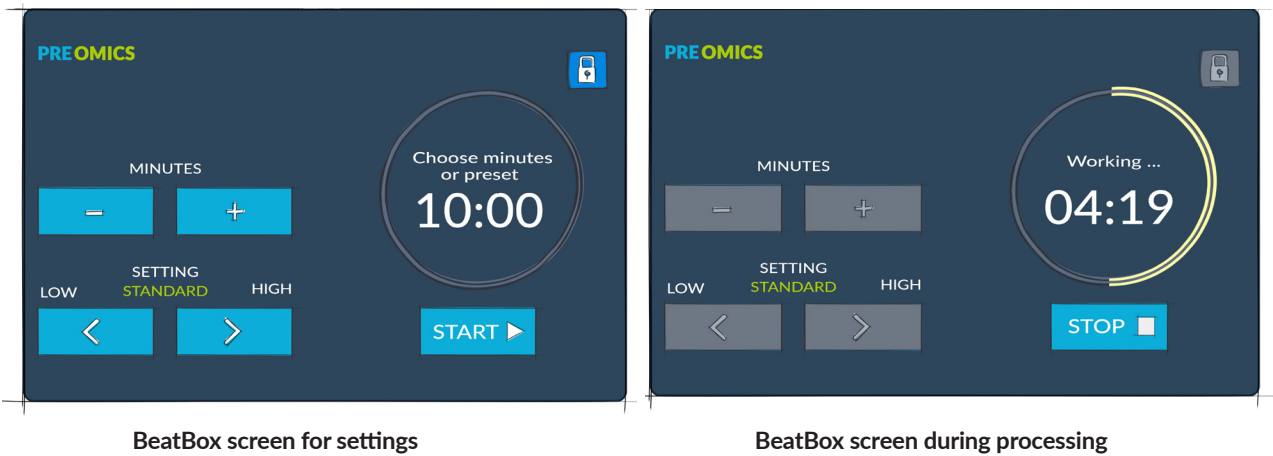 PREOMICS
MINUTES
- +
SETTING
LOW STANDARD HIGH
< >
Choose minutes
or preset
10:00
START
BeatBox screen for settings
PREOMICS
MINUTES
- +
SETTING
LOW STANDARD HIGH
< >
Working ...
04:19
STOP
BeatBox screen during processing